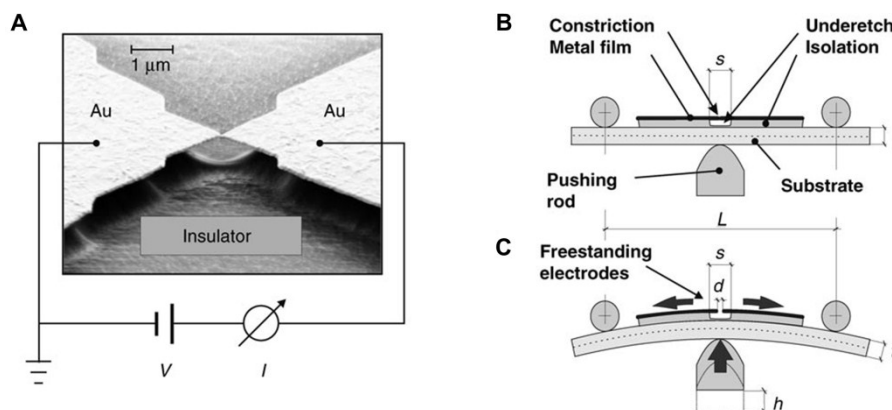 A
1 μm
Au
Au
Insulator
V
I
B
Constriction
Metal film
s
Underetch
Isolation
Pushing
rod
Substrate
L
C
Freestanding
electrodes
s
d
h